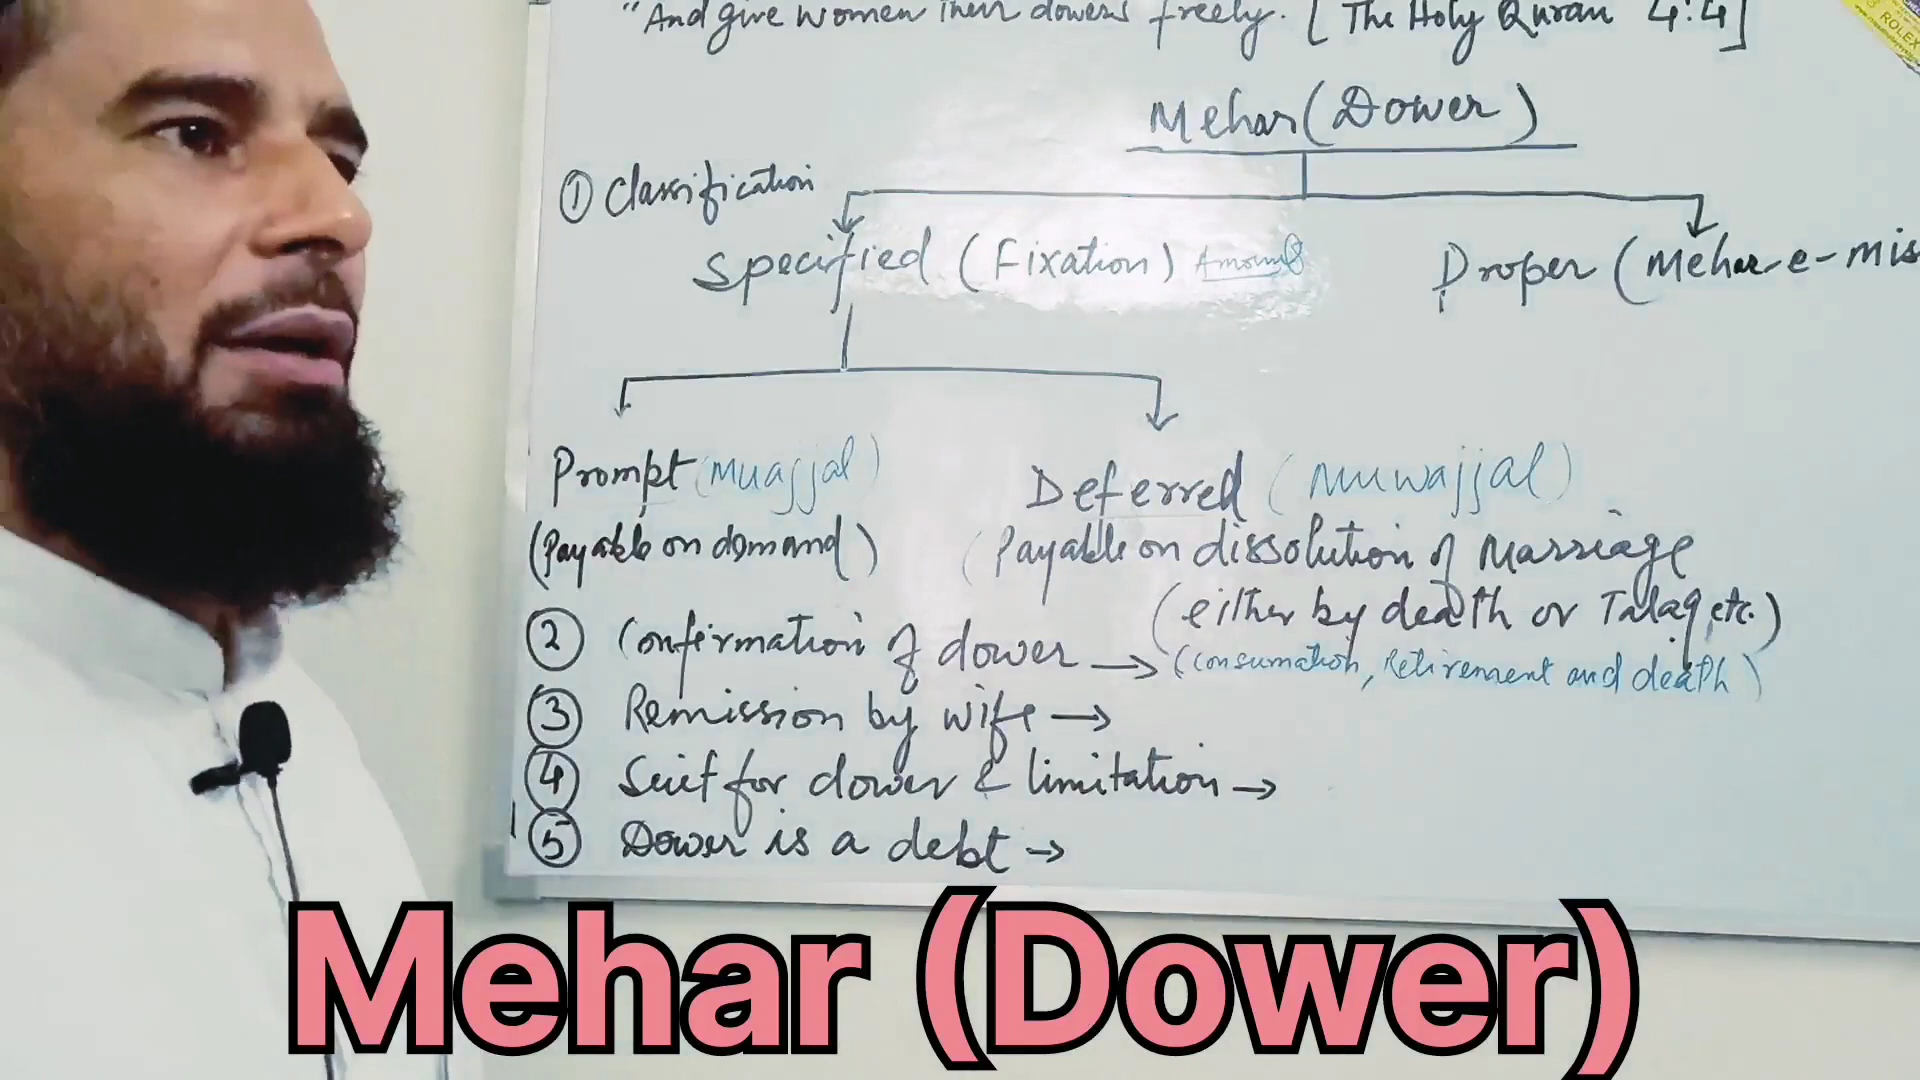 "And give women their dowers freely. [The Holy Quran 4:4]
ROLEX
Mehar (Dower)
① Classification
Specified (Fixation) Amount
Proper (Mehar-e-mis
Prompt (Muajjal)
Deferred (Muwajjal)
(Payable on demand)
(Payable on dissolution of Marriage
(either by death or Talaq etc.)
② Confirmation of dower → (Consumation, Retirement and death)
③ Remission by wife →
④ Suit for dower & limitation →
⑤ Dower is a debt →
Mehar (Dower)